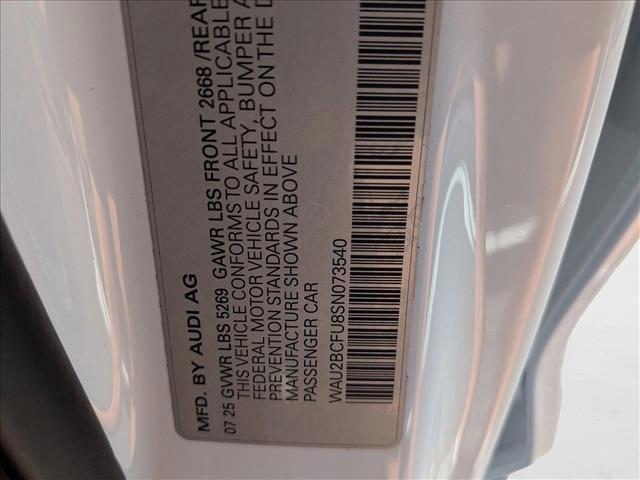 MFD. BY AUDI AG
07 25 GVWR LBS 5269 GAWR LBS FRONT 2668 /REAR
THIS VEHICLE CONFORMS TO ALL APPLICABLE
FEDERAL MOTOR VEHICLE SAFETY, BUMPER A
PREVENTION STANDARDS IN EFFECT ON THE D
MANUFACTURE SHOWN ABOVE
PASSENGER CAR
WAU2BCFU8SN073540